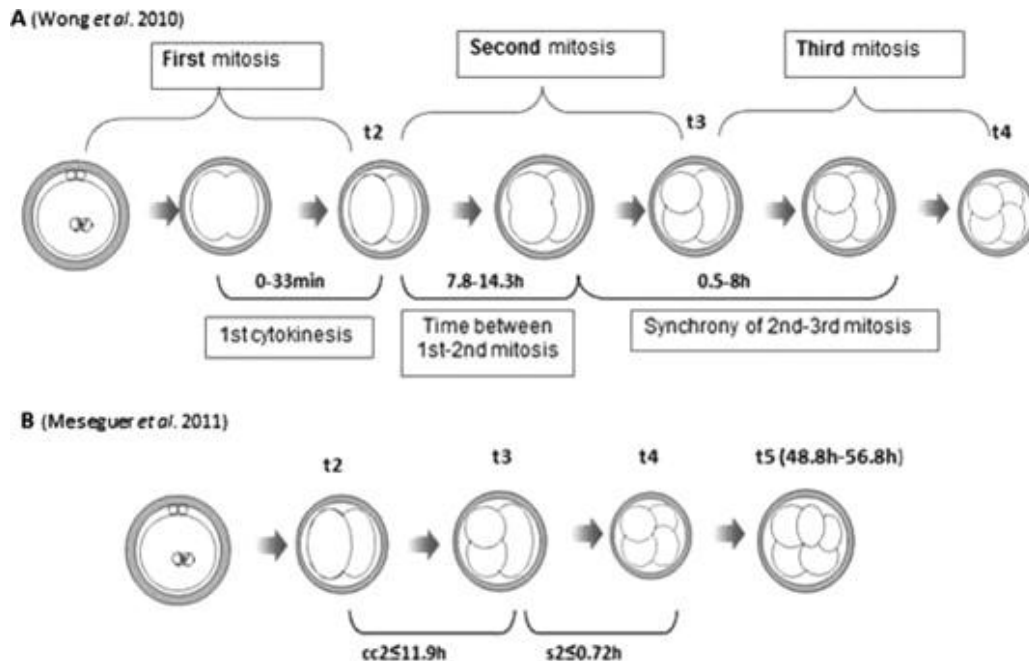 A (Wong et al. 2010)
First mitosis
Second mitosis
Third mitosis
t2
t3
t4
0-33min
7.8-14.3h
0.5-8h
1st cytokinesis
Time between
1st-2nd mitosis
Synchrony of 2nd-3rd mitosis
B (Meseguer et al. 2011)
t2
t3
t4
t5 (48.8h-56.8h)
cc2≤11.9h
s2≤0.72h